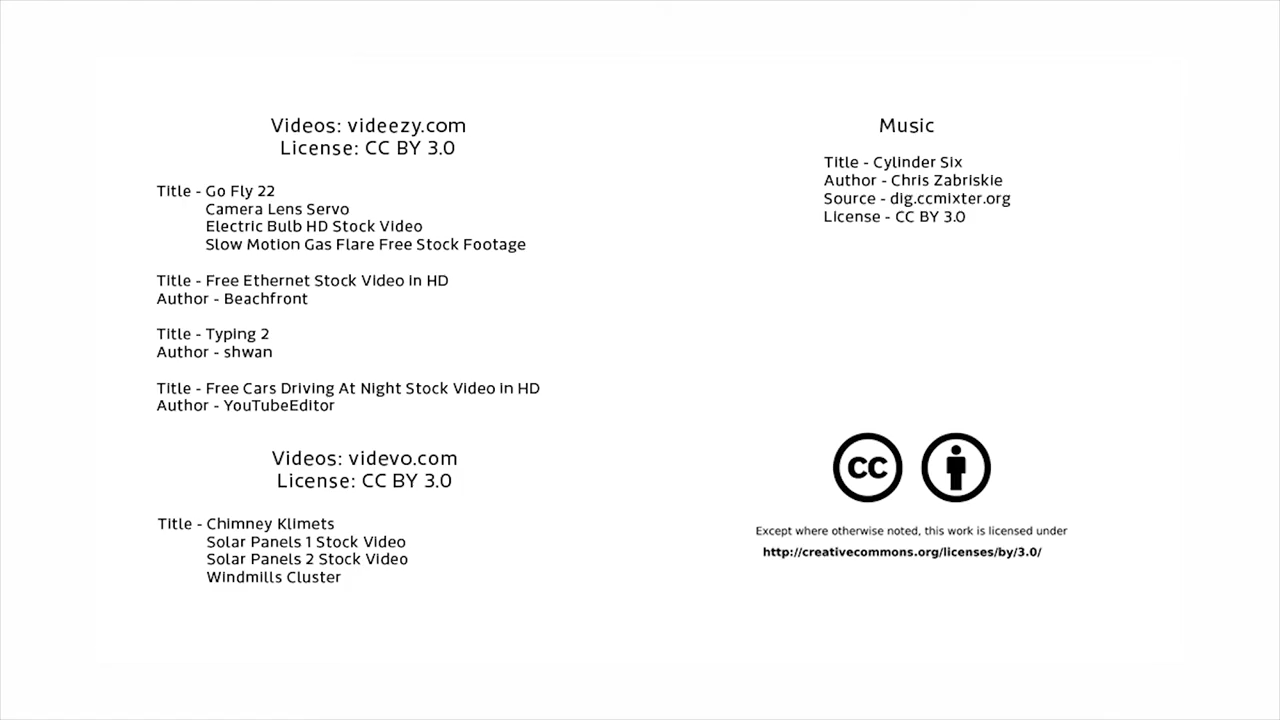 Videos: videezy.com
License: CC BY 3.0
Title - Go Fly 22
Camera Lens Servo
Electric Bulb HD Stock Video
Slow Motion Gas Flare Free Stock Footage
Title - Free Ethernet Stock Video in HD
Author - Beachfront
Title - Typing 2
Author - shwan
Title - Free Cars Driving At Night Stock Video in HD
Author - YouTubeEditor
Videos: videvo.com
License: CC BY 3.0
Title - Chimney Klimets
Solar Panels 1 Stock Video
Solar Panels 2 Stock Video
Windmills Cluster
Music
Title - Cylinder Six
Author - Chris Zabriskie
Source - dig.ccmixter.org
License - CC BY 3.0
cc
Except where otherwise noted, this work is licensed under
http://creativecommons.org/licenses/by/3.0/